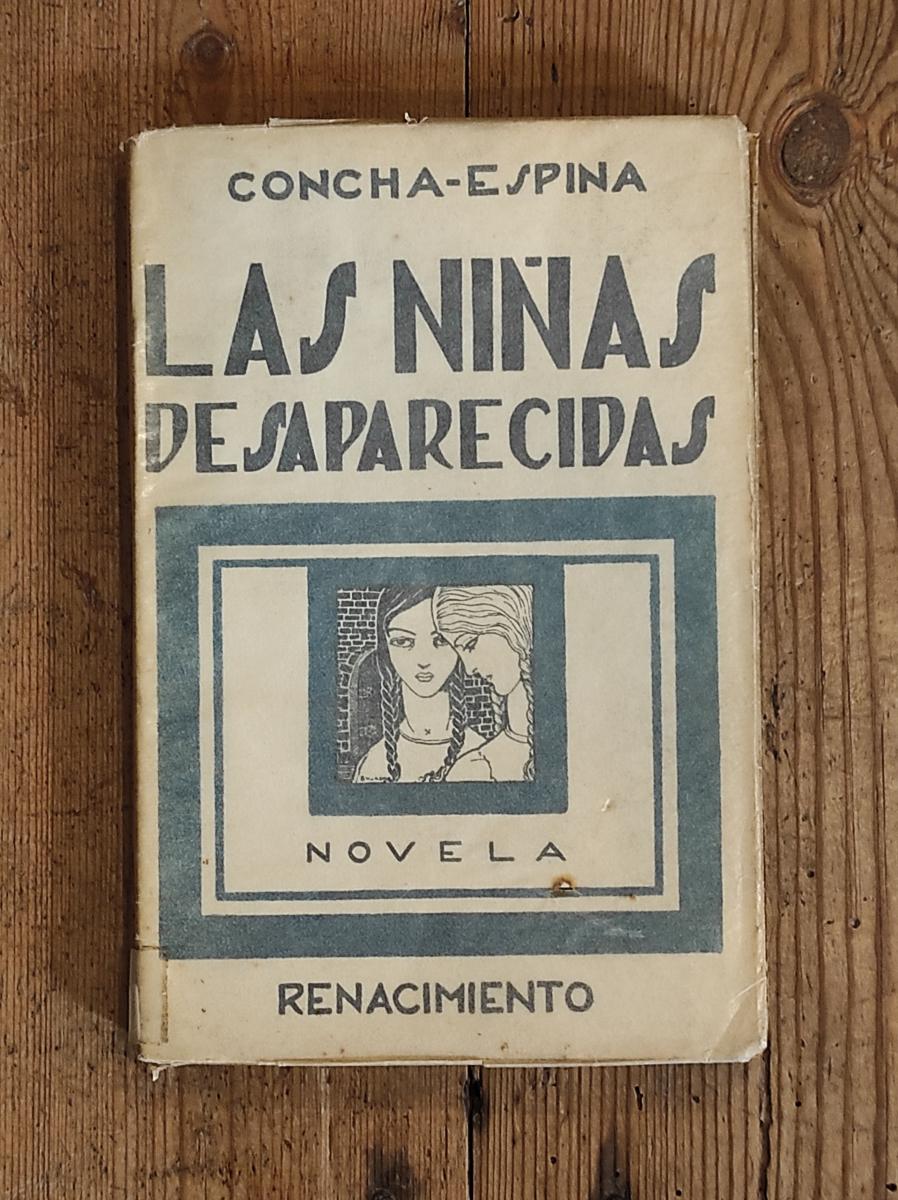 CONCHA-ESPINA
LAS NIÑAS
DESAPARECIDAS
NOVELA
RENACIMIENTO